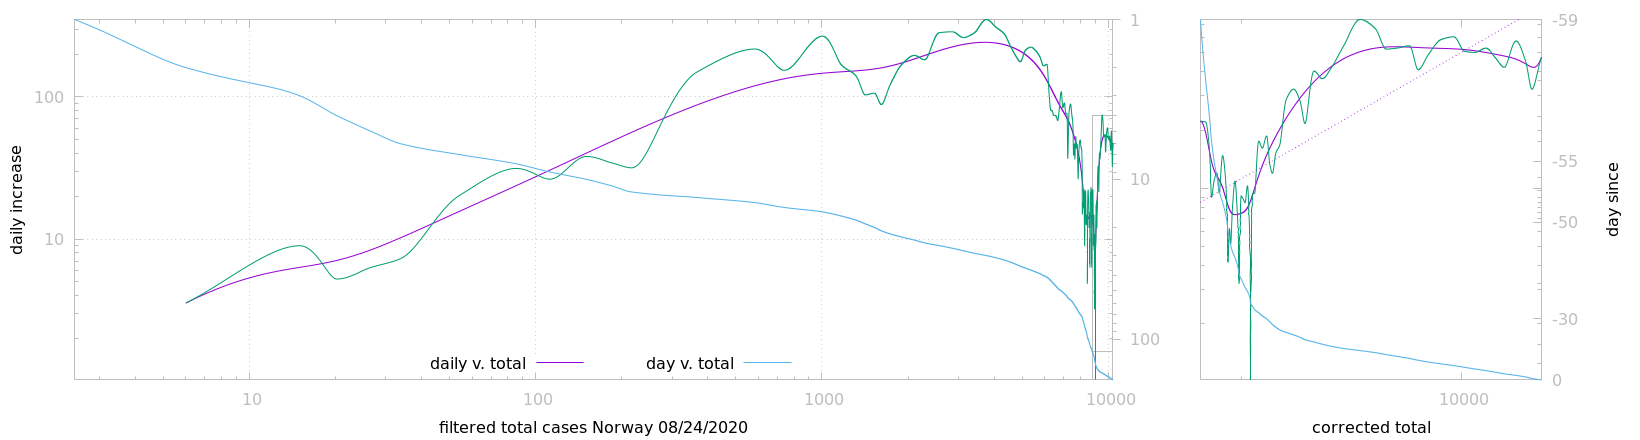 1
-59
100
-55
10
-50
daily increase
day since
10
-30
100
daily v. total
day v. total
0
10
100
1000
10000
10000
filtered total cases Norway 08/24/2020
corrected total